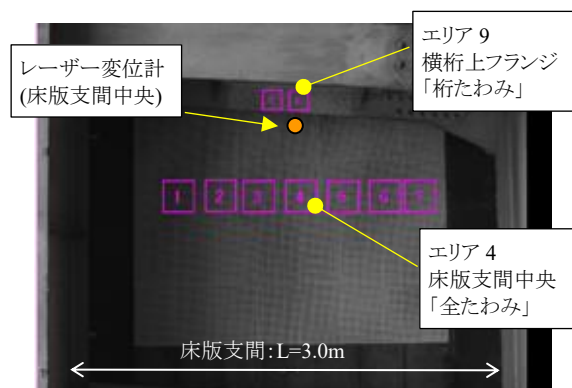 エリア 9
横桁上フランジ
「桁たわみ」
レーザー変位計
(床版支間中央)
1 2 3 4 5 6 7
エリア 4
床版支間中央
「全たわみ」
床版支間:L=3.0m